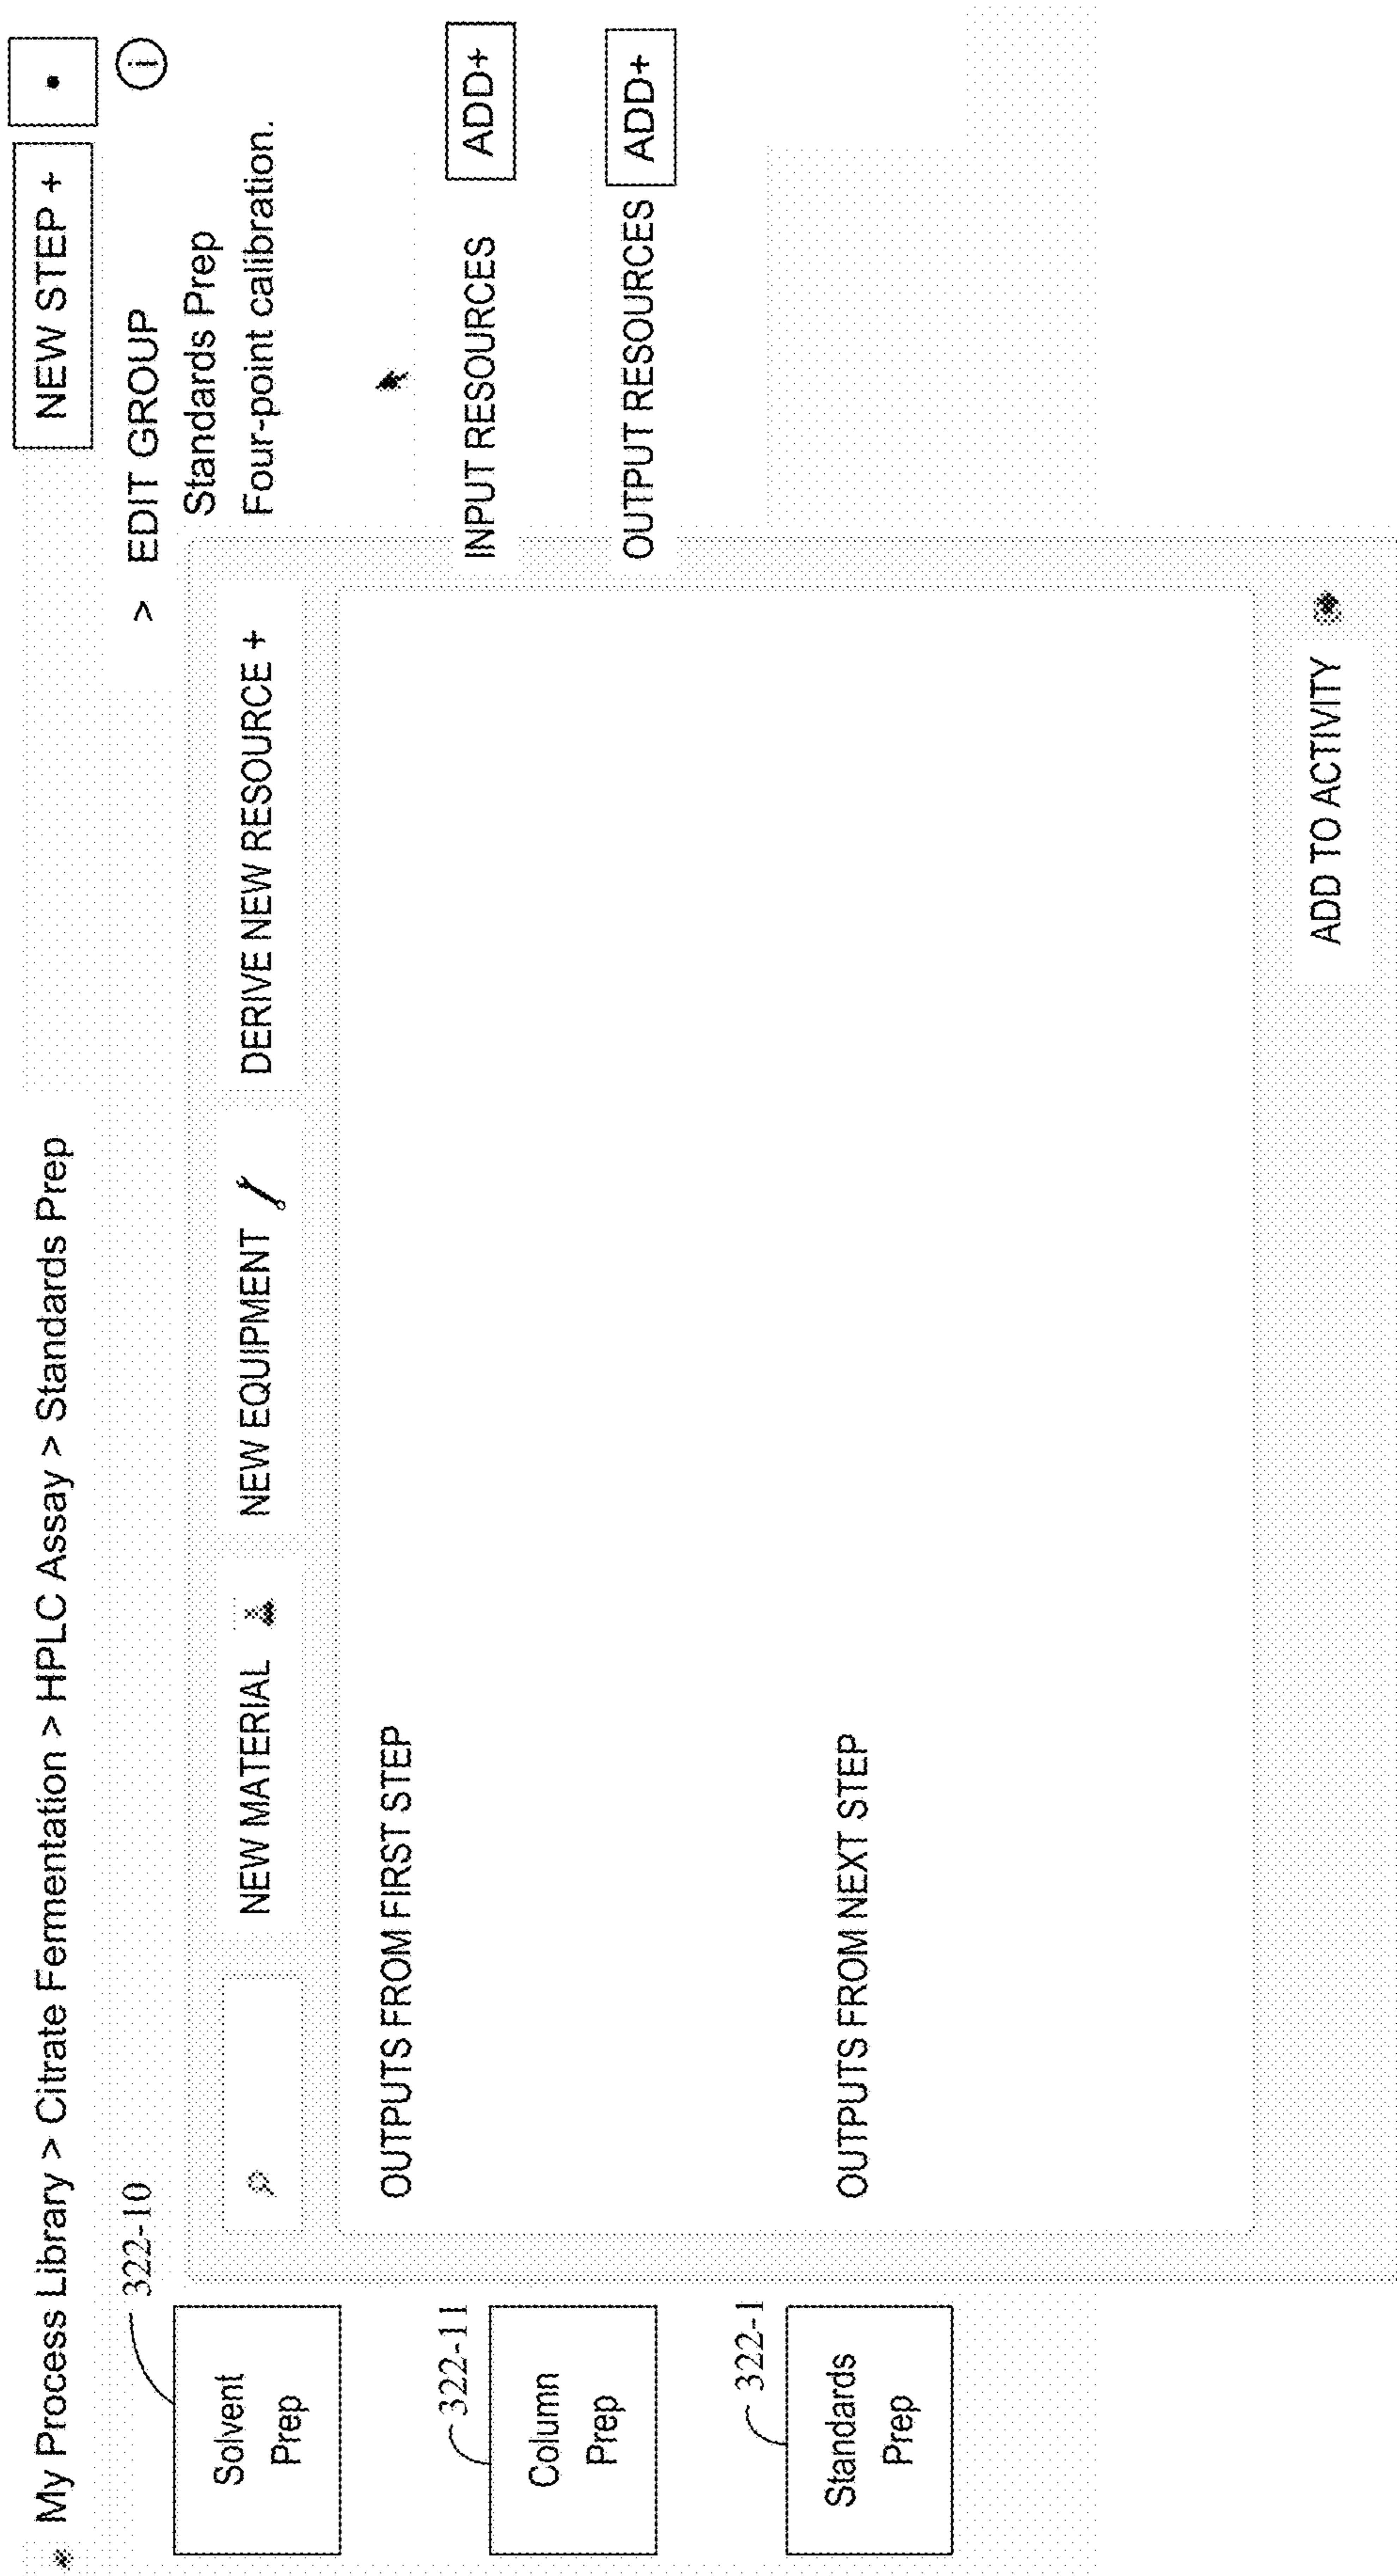 My Process Library > Citrate Fermentation > HPLC Assay > Standards Prep
NEW STEP +
322-10
> EDIT GROUP
i
Solvent
Prep
NEW MATERIAL
NEW EQUIPMENT
DERIVE NEW RESOURCE +
Standards Prep
Four-point calibration.
OUTPUTS FROM FIRST STEP
322-11
Column
Prep
INPUT RESOURCES
ADD+
OUTPUT RESOURCES
ADD+
322-1
Standards
Prep
OUTPUTS FROM NEXT STEP
ADD TO ACTIVITY